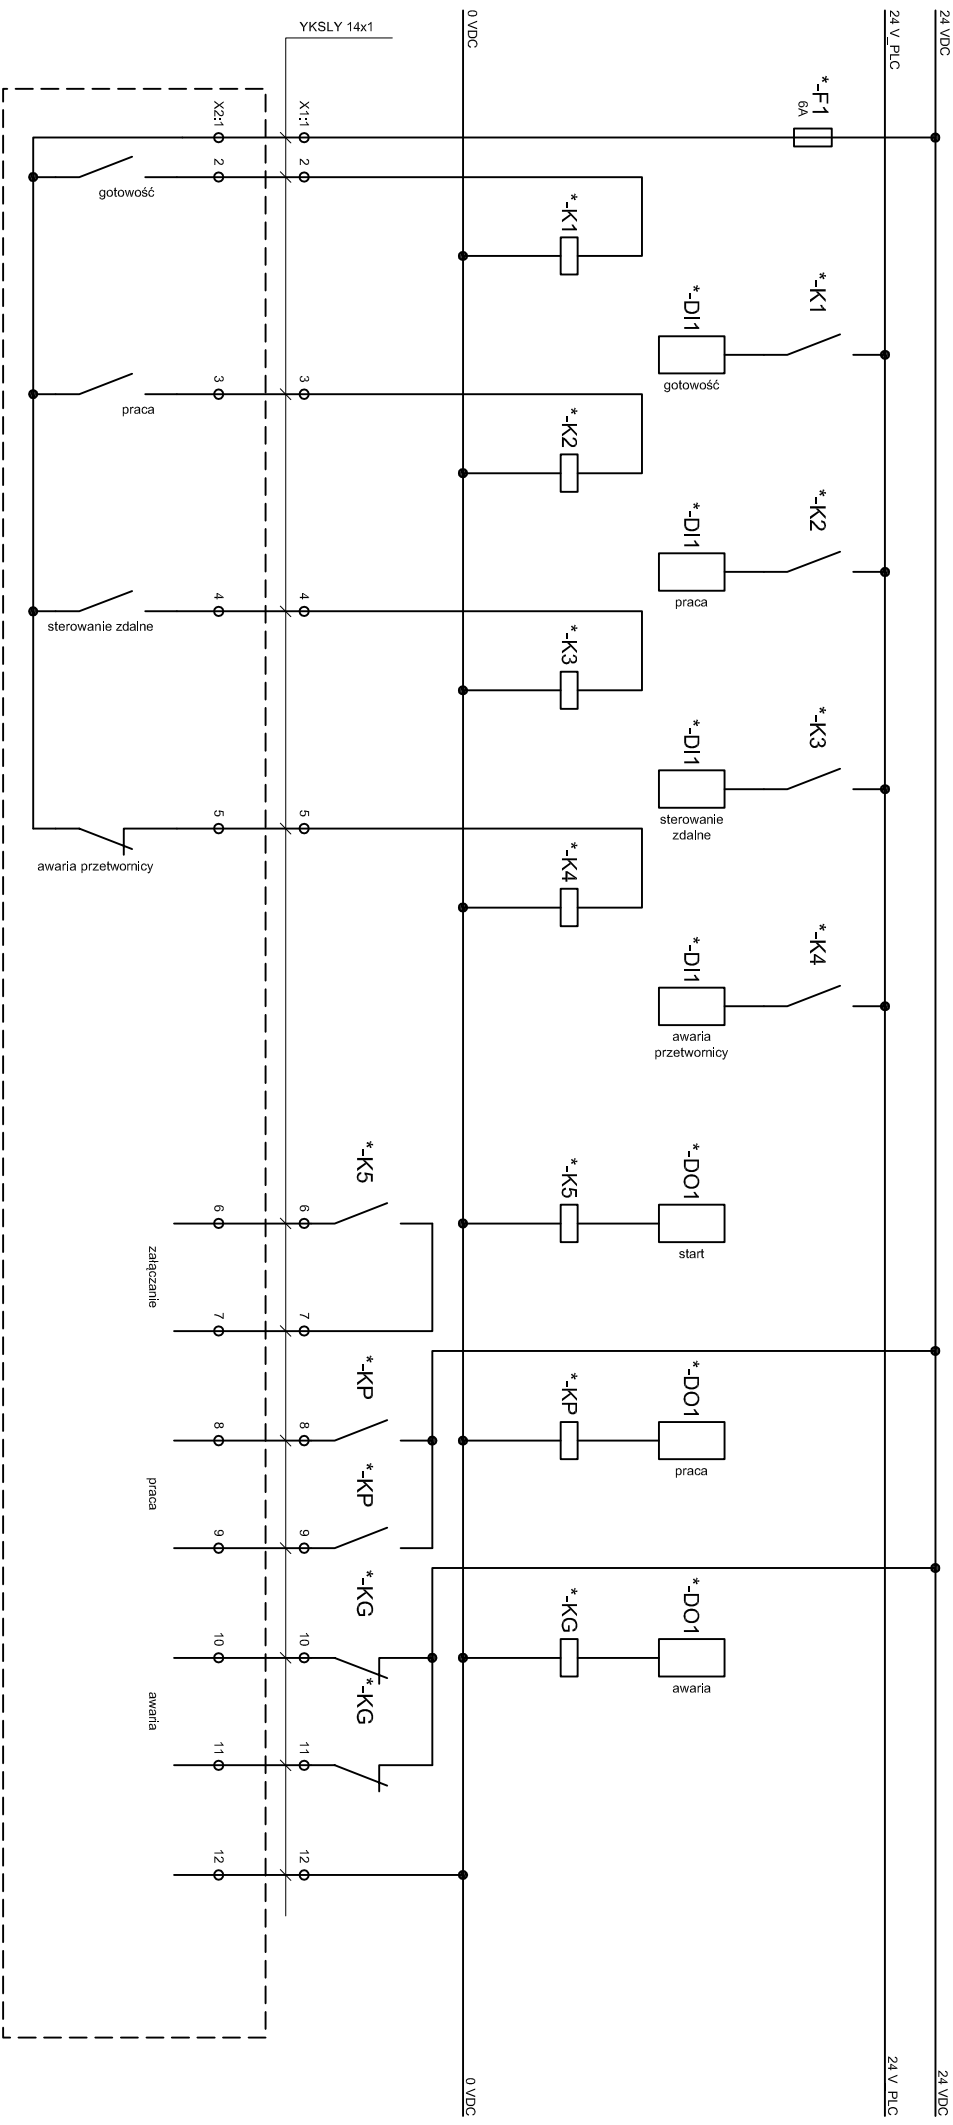 YKSLY 14x1
0 VDC
24 V_PLC
24 VDC
*-F1
6A
X2:1
X1:1
2
2
gotowość
*-K1
*-K1
*-DI1
gotowość
3
3
praca
*-K2
*-K2
*-DI1
praca
4
4
sterowanie zdalne
*-K3
*-K3
*-DI1
sterowanie
zdalne
5
5
awaria przetwornicy
*-K4
*-K4
*-DI1
awaria
przetwornicy
*-K5
*-K5
*-DO1
start
6
6
załączanie
7
7
*-KP
*-KP
*-DO1
praca
8
8
*-KP
praca
9
9
*-KG
*-KG
*-DO1
awaria
10
10
*-KG
awaria
11
11
12
12
0 VDC
24 V_PLC
24 VDC